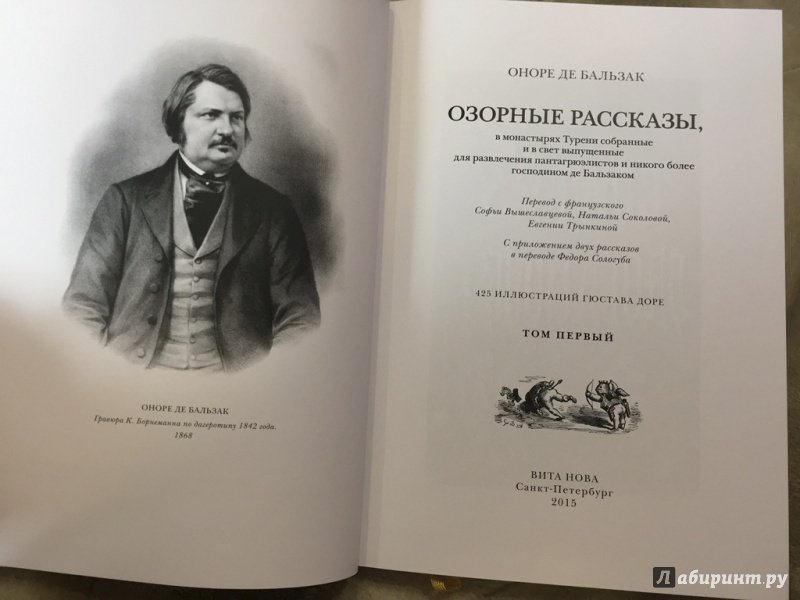 ОНОРЕ ДЕ БАЛЬЗАК
Гравюра К. Борнеманна по дагеротипу 1842 года.
1868
ОНОРЕ ДЕ БАЛЬЗАК
ОЗОРНЫЕ РАССКАЗЫ,
в монастырях Турени собранные
и в свет выпущенные
для развлечения пантагрюэлистов и никого более
господином де Бальзаком
Перевод с французского
Софьи Вышеславцевой, Натальи Соколовой,
Евгении Трынкиной
С приложением двух рассказов
в переводе Федора Сологуба
425 ИЛЛЮСТРАЦИЙ ГЮСТАВА ДОРЕ
ТОМ ПЕРВЫЙ
ВИТА НОВА
Санкт-Петербург
2015
Лабиринт.ру